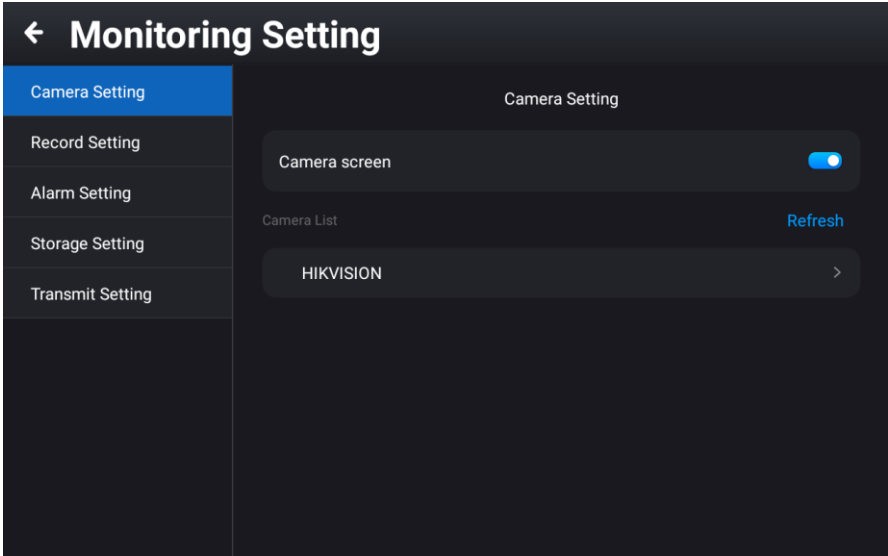 Monitoring Setting
Camera Setting
Record Setting
Alarm Setting
Storage Setting
Transmit Setting
Camera Setting
Camera screen
Camera List
Refresh
HIKVISION